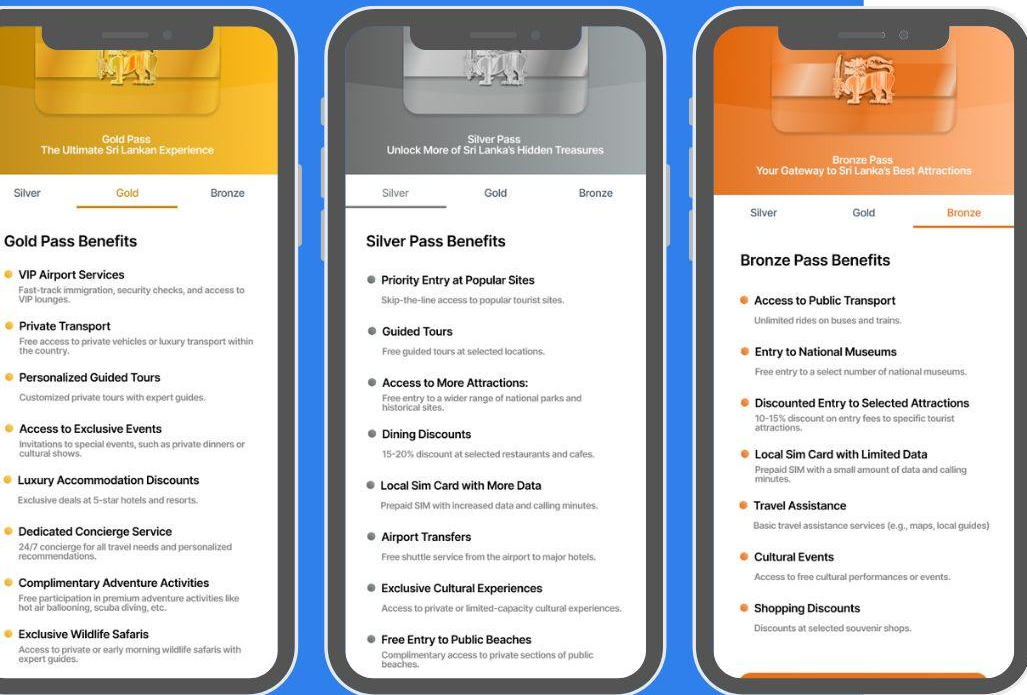 Gold Pass
The Ultimate Sri Lankan Experience
Silver
Gold
Bronze
Gold Pass Benefits
VIP Airport Services
Fast-track immigration, security checks, and access to
VIP lounges.
Private Transport
Free access to private vehicles or luxury transport within
the country.
Personalized Guided Tours
Customized private tours with expert guides.
Access to Exclusive Events
Invitations to special events, such as private dinners or
cultural shows.
Luxury Accommodation Discounts
Exclusive deals at 5-star hotels and resorts.
Dedicated Concierge Service
24/7 concierge for all travel needs and personalized
recommendations.
Complimentary Adventure Activities
Free participation in premium adventure activities like
hot air ballooning, scuba diving, etc.
Exclusive Wildlife Safaris
Access to private or early morning wildlife safaris with
expert guides.
Silver Pass
Unlock More of Sri Lanka's Hidden Treasures
Silver
Gold
Bronze
Silver Pass Benefits
Priority Entry at Popular Sites
Skip-the-line access to popular tourist sites.
Guided Tours
Free guided tours at selected locations.
Access to More Attractions:
Free entry to a wider range of national parks and
historical sites.
Dining Discounts
15-20% discount at selected restaurants and cafes.
Local Sim Card with More Data
Prepaid SIM with increased data and calling minutes.
Airport Transfers
Free shuttle service from the airport to major hotels.
Exclusive Cultural Experiences
Access to private or limited-capacity cultural experiences.
Free Entry to Public Beaches
Complimentary access to private sections of public
beaches.
Bronze Pass
Your Gateway to Sri Lanka's Best Attractions
Silver
Gold
Bronze
Bronze Pass Benefits
Access to Public Transport
Unlimited rides on buses and trains.
Entry to National Museums
Free entry to a select number of national museums.
Discounted Entry to Selected Attractions
10-15% discount on entry fees to specific tourist
attractions.
Local Sim Card with Limited Data
Prepaid SIM with a small amount of data and calling
minutes.
Travel Assistance
Basic travel assistance services (e.g., maps, local guides)
Cultural Events
Access to free cultural performances or events.
Shopping Discounts
Discounts at selected souvenir shops.